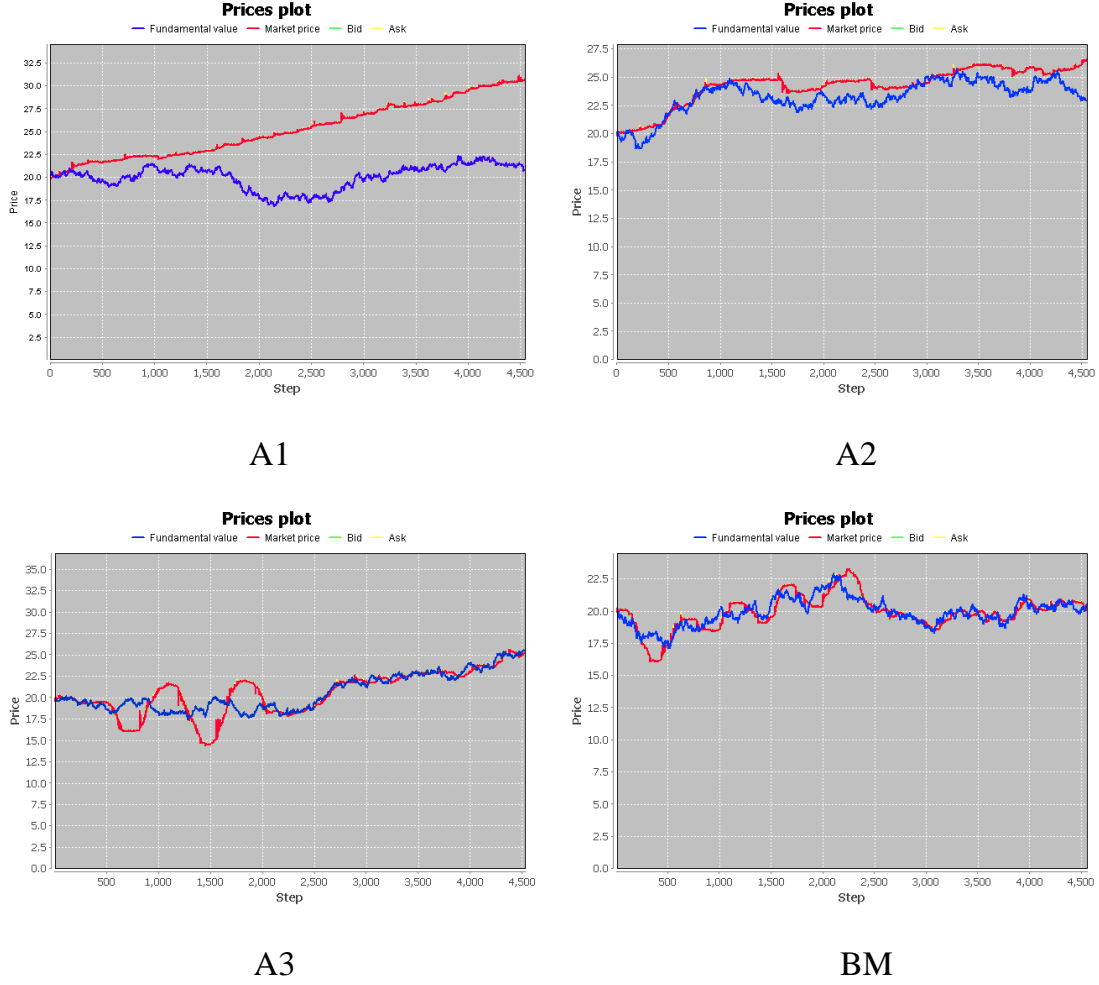 Prices plot
Fundamental value Market price Bid Ask
32.5
30.0
27.5
25.0
22.5
20.0
17.5
15.0
12.5
10.0
7.5
5.0
2.5
Price
0 500 1,000 1,500 2,000 2,500 3,000 3,500 4,000 4,500
Step
A1
Prices plot
Fundamental value Market price Bid Ask
27.5
25.0
22.5
20.0
17.5
15.0
12.5
10.0
7.5
5.0
2.5
0.0
Price
0 500 1,000 1,500 2,000 2,500 3,000 3,500 4,000 4,500
Step
A2
Prices plot
Fundamental value Market price Bid Ask
35.0
32.5
30.0
27.5
25.0
22.5
20.0
17.5
15.0
12.5
10.0
7.5
5.0
2.5
0.0
Price
500 1,000 1,500 2,000 2,500 3,000 3,500 4,000 4,500
Step
A3
Prices plot
Fundamental value Market price Bid Ask
22.5
20.0
17.5
15.0
12.5
10.0
7.5
5.0
2.5
0.0
Price
500 1,000 1,500 2,000 2,500 3,000 3,500 4,000 4,500
Step
BM